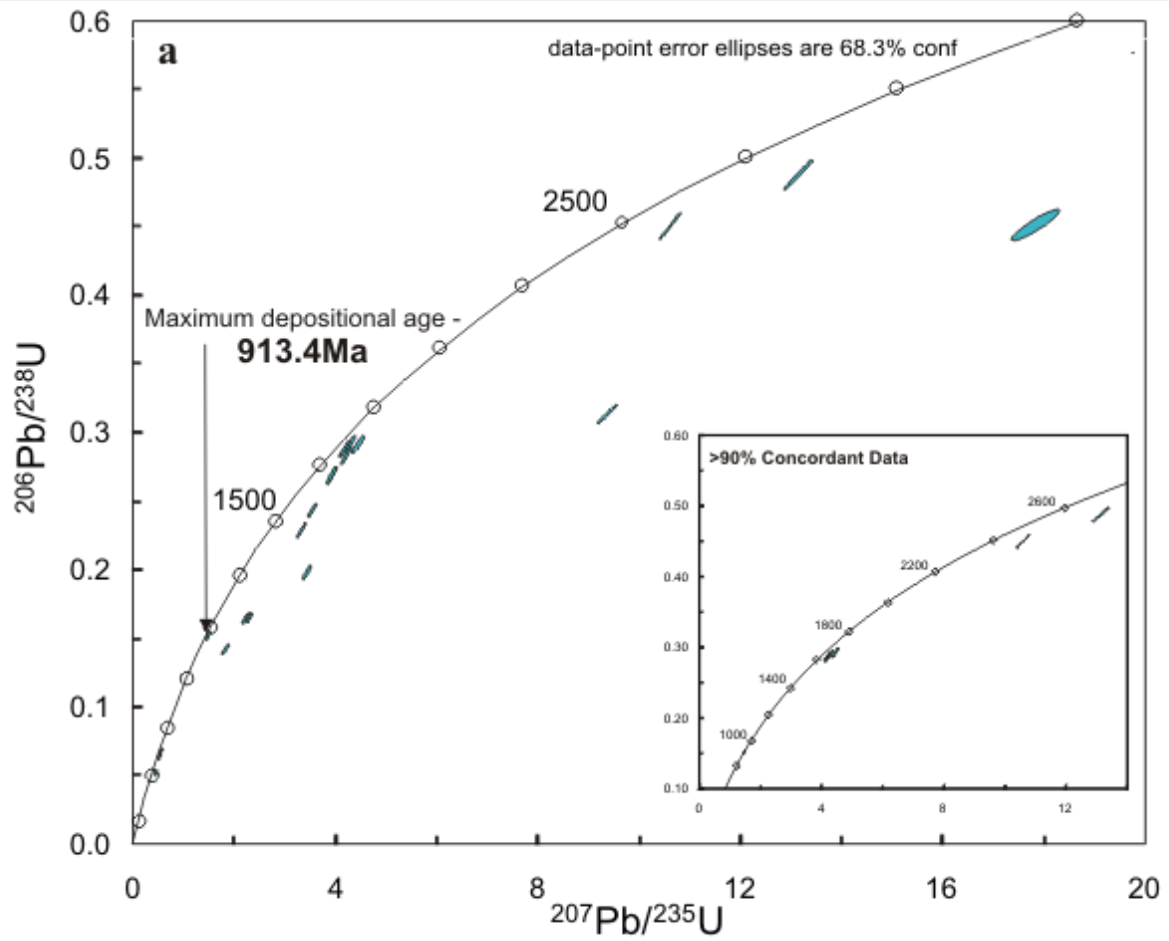 a
data-point error ellipses are 68.3% conf
0.6
0.5
0.4
0.3
0.2
0.1
0.0
206Pb/238U
2500
1500
Maximum depositional age -
913.4Ma
0 4 8 12 16 20
207Pb/235U
>90% Concordant Data
0.60
0.50
0.40
0.30
0.20
0.10
2600
2200
1800
1400
1000
0 4 8 12